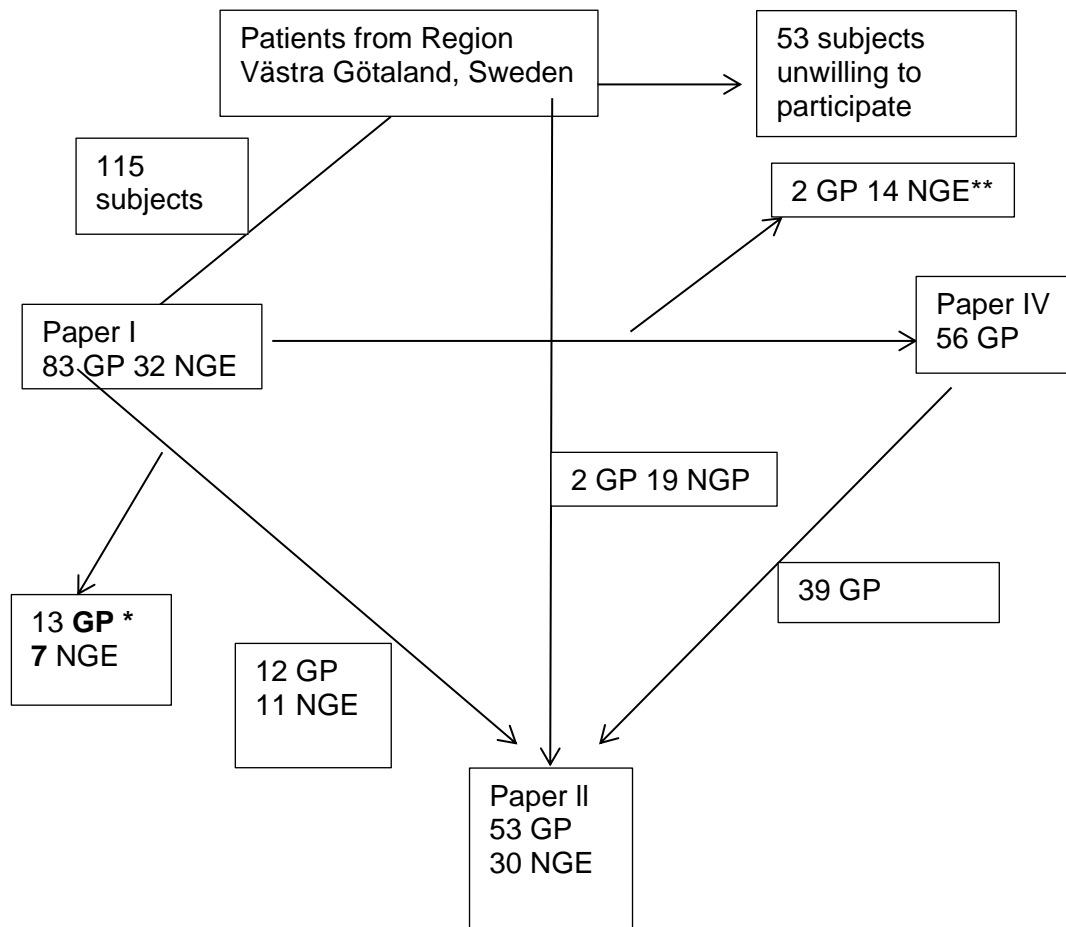 Patients from Region
Västra Götaland, Sweden
53 subjects
unwilling to
participate
115
subjects
2 GP 14 NGE**
Paper I
83 GP 32 NGE
Paper IV
56 GP
2 GP 19 NGP
39 GP
13 GP *
7 NGE
12 GP
11 NGE
Paper II
53 GP
30 NGE